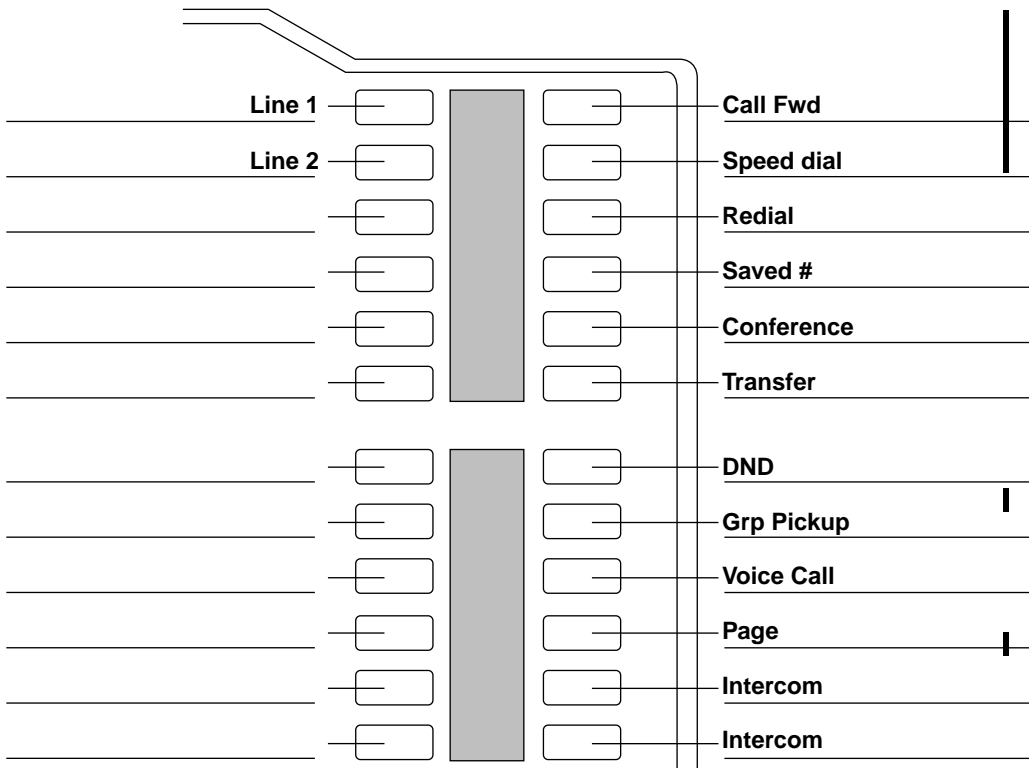 Line 1 Call Fwd
Line 2 Speed dial
Redial
Saved #
Conference
Transfer
DND
Grp Pickup
Voice Call
Page
Intercom
Intercom